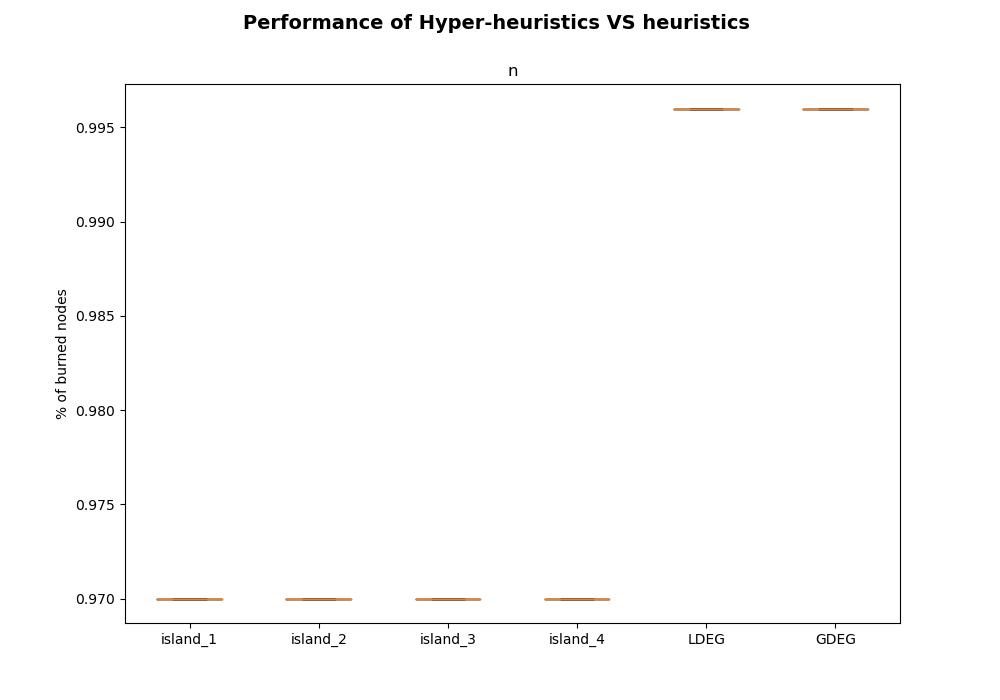 Performance of Hyper-heuristics VS heuristics
n
% of burned nodes
0.995
0.990
0.985
0.980
0.975
0.970
island_1 island_2 island_3 island_4 LDEG GDEG